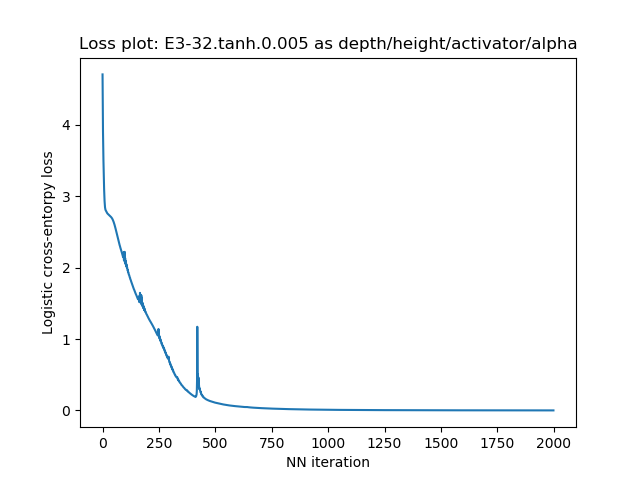 Loss plot: E3-32.tanh.0.005 as depth/height/activator/alpha
4
3
2
1
0
Logistic cross-entorpy loss
0 250 500 750 1000 1250 1500 1750 2000
NN iteration